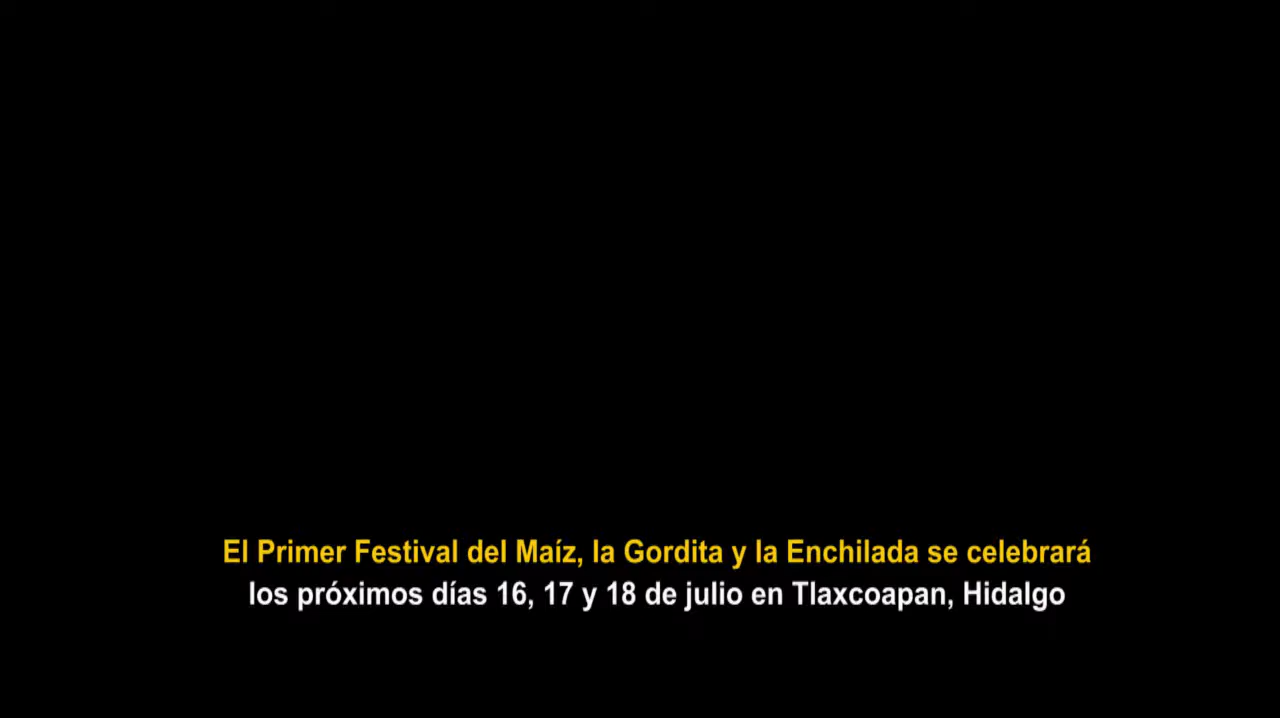 El Primer Festival del Maíz, la Gordita y la Enchilada se celebrará
los próximos días 16, 17 y 18 de julio en Tlaxcoapan, Hidalgo